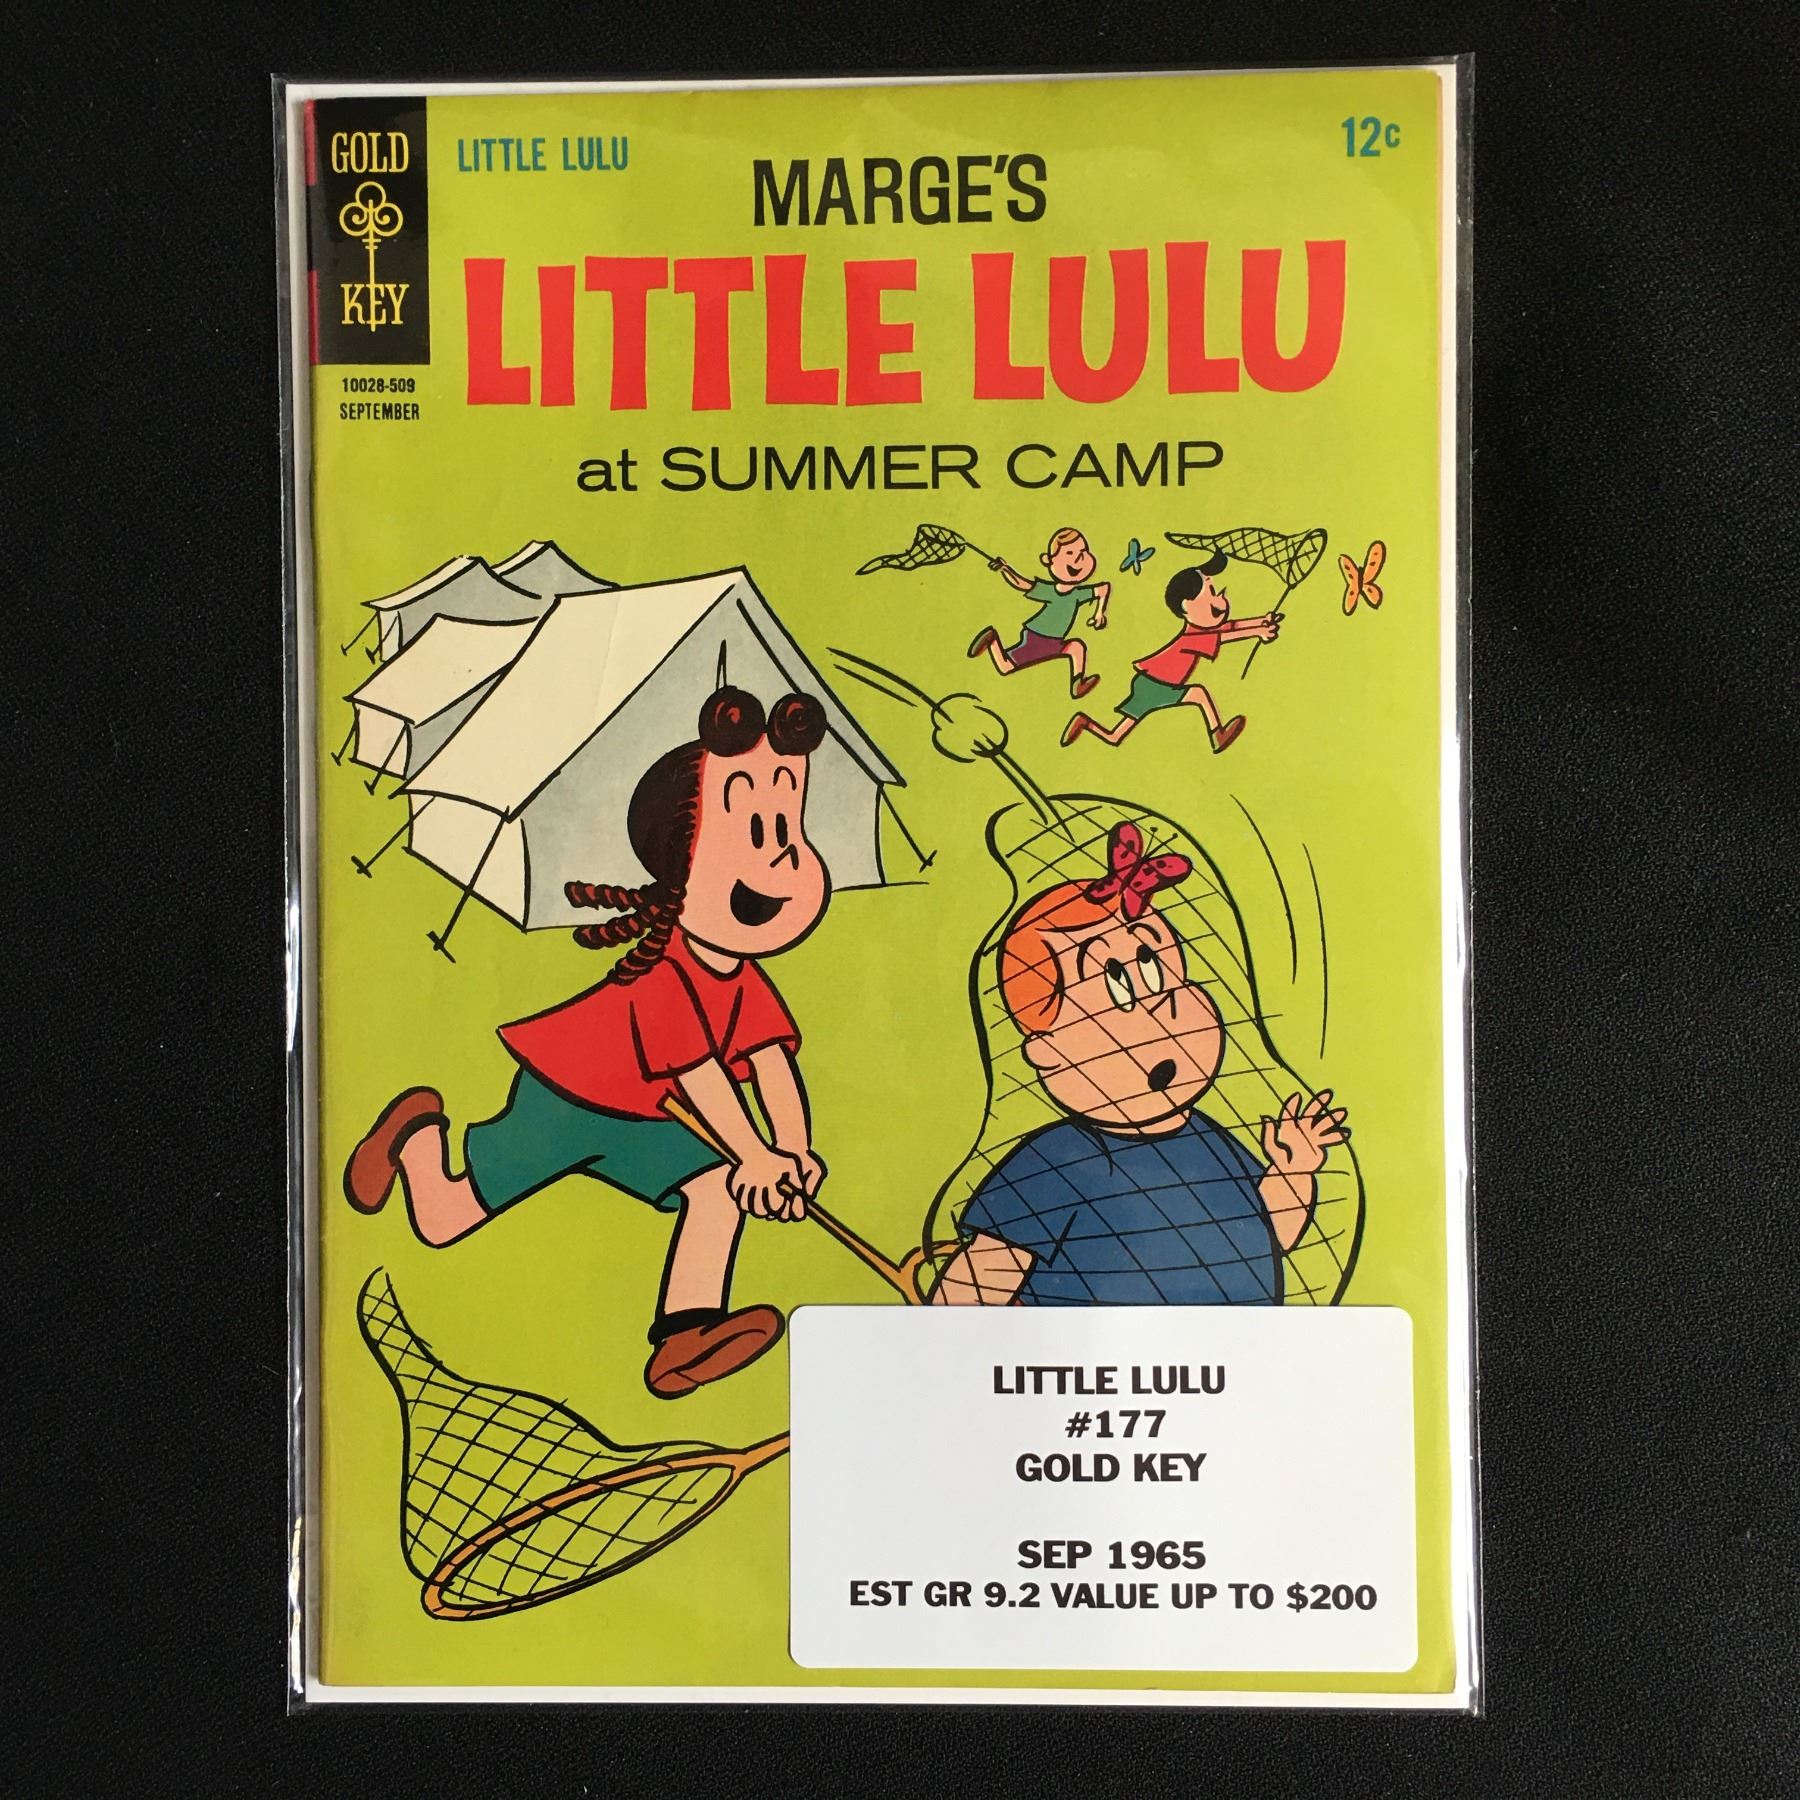 GOLD
KEY
10028-509
SEPTEMBER
LITTLE LULU
12c
MARGE'S
LITTLE LULU
at SUMMER CAMP
LITTLE LULU
#177
GOLD KEY
SEP 1965
EST GR 9.2 VALUE UP TO $200